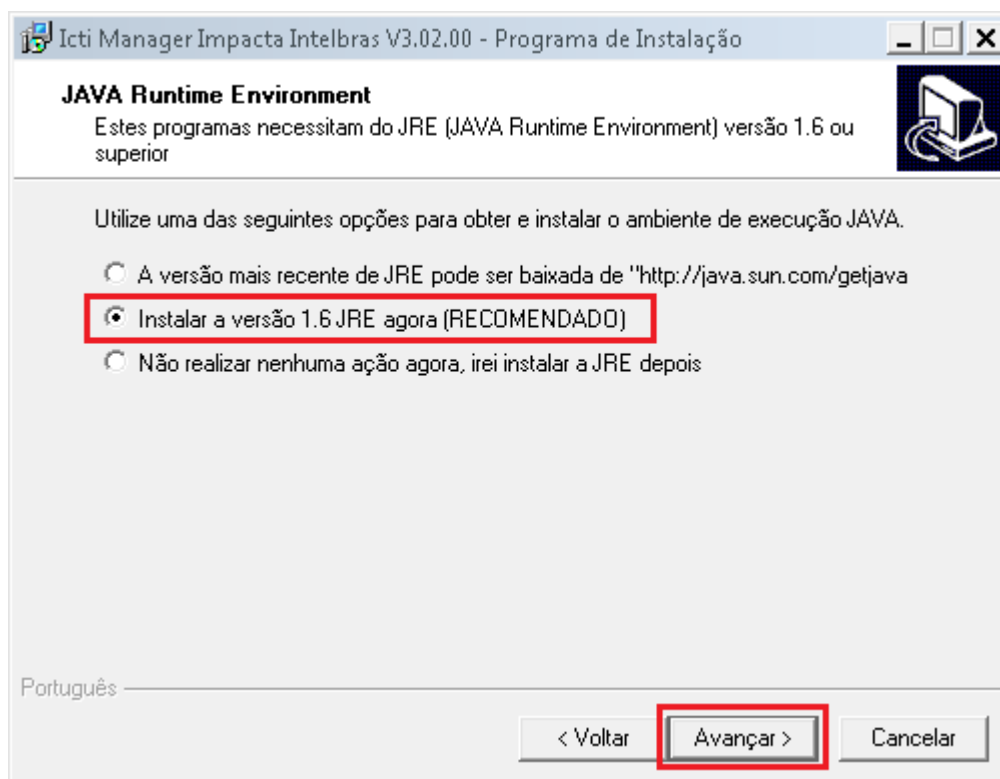 Icti Manager Impacta Intelbras V3.02.00 - Programa de Instalação
JAVA Runtime Environment
Estes programas necessitam do JRE (JAVA Runtime Environment) versão 1.6 ou
superior
Utilize uma das seguintes opções para obter e instalar o ambiente de execução JAVA.
A versão mais recente de JRE pode ser baixada de "http://java.sun.com/getjava
Instalar a versão 1.6 JRE agora (RECOMENDADO)
Não realizar nenhuma ação agora, irei instalar a JRE depois
Português
< Voltar
Avançar >
Cancelar